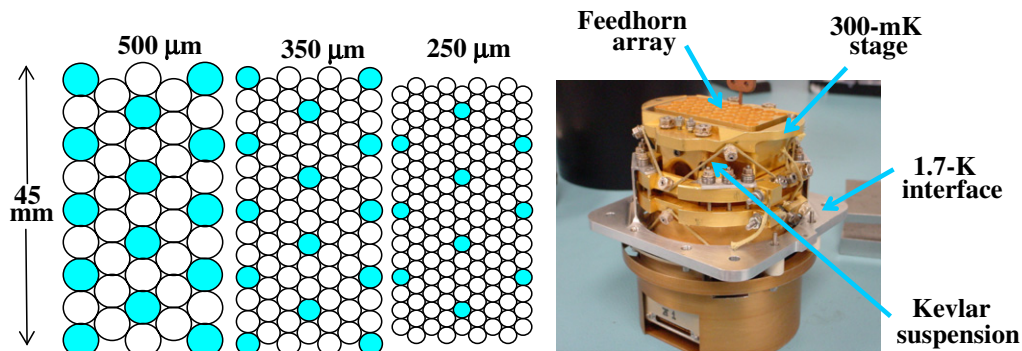 500 µm
350 µm
250 µm
45
mm
Feedhorn
array
300-mK
stage
1.7-K
interface
Kevlar
suspension